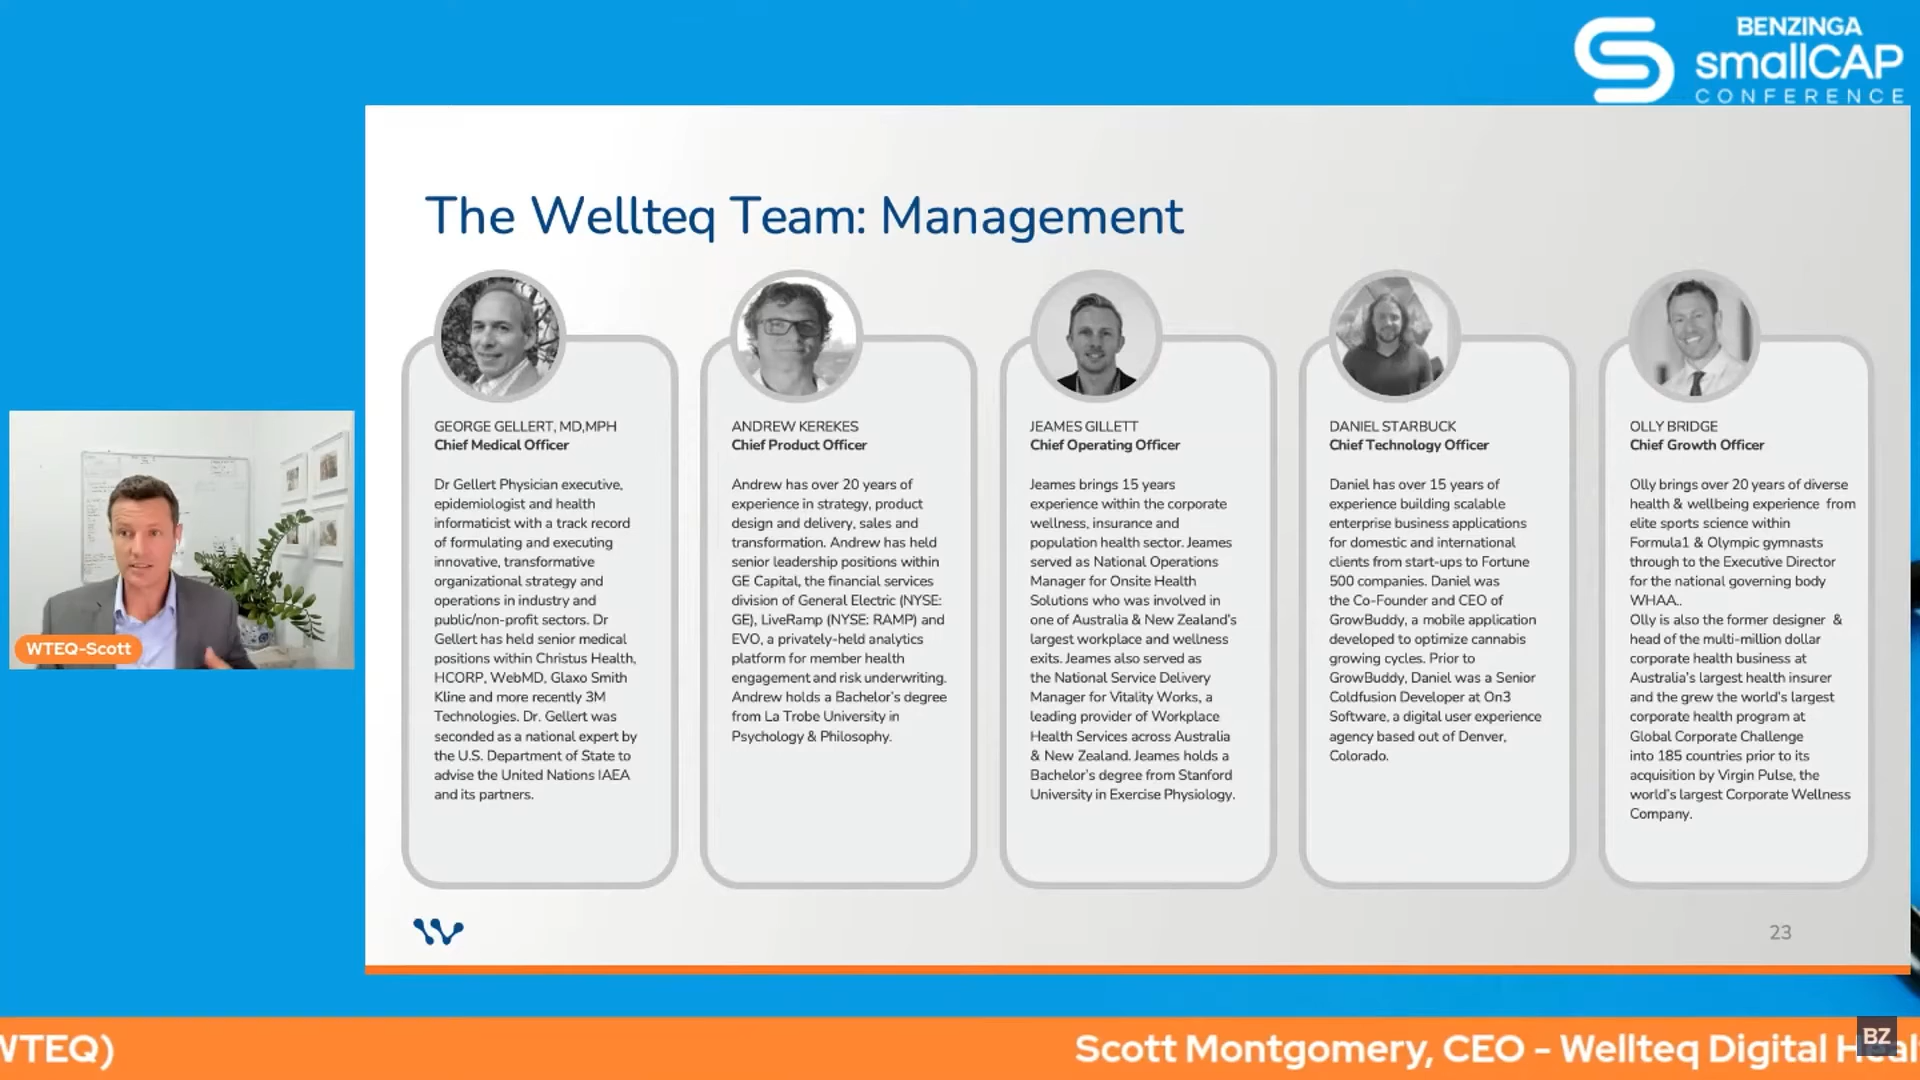 BENZINGA
smallCAP
CONFERENCE
The Wellteq Team: Management
GEORGE GELLERT, MD,MPH
Chief Medical Officer
Dr Gellert Physician executive,
epidemiologist and health
informaticist with a track record
of formulating and executing
innovative, transformative
organizational strategy and
operations in industry and
public/non-profit sectors. Dr
Gellert has held senior medical
positions within Christus Health,
HCORP, WebMD, Glaxo Smith
Kline and more recently 3M
Technologies. Dr. Gellert was
seconded as a national expert by
the U.S. Department of State to
advise the United Nations IAEA
and its partners.
ANDREW KEREKES
Chief Product Officer
Andrew has over 20 years of
experience in strategy, product
design and delivery, sales and
transformation. Andrew has held
senior leadership positions within
GE Capital, the financial services
division of General Electric (NYSE:
GE), LiveRamp (NYSE: RAMP) and
EVO, a privately-held analytics
platform for member health
engagement and risk underwriting.
Andrew holds a Bachelor's degree
from La Trobe University in
Psychology & Philosophy.
JEAMES GILLETT
Chief Operating Officer
Jeames brings 15 years
experience within the corporate
wellness, insurance and
population health sector. Jeames
served as National Operations
Manager for Onsite Health
Solutions who was involved in
one of Australia & New Zealand's
largest workplace and wellness
exits. Jeames also served as
the National Service Delivery
Manager for Vitality Works, a
leading provider of Workplace
Health Services across Australia
& New Zealand. Jeames holds a
Bachelor's degree from Stanford
University in Exercise Physiology.
DANIEL STARBUCK
Chief Technology Officer
Daniel has over 15 years of
experience building scalable
enterprise business applications
for domestic and international
clients from start-ups to Fortune
500 companies. Daniel was
the Co-Founder and CEO of
GrowBuddy, a mobile application
developed to optimize cannabis
growing cycles. Prior to
GrowBuddy, Daniel was a Senior
Coldfusion Developer at On3
Software, a digital user experience
agency based out of Denver,
Colorado.
OLLY BRIDGE
Chief Growth Officer
Olly brings over 20 years of diverse
health & wellbeing experience from
elite sports science within
Formula1 & Olympic gymnasts
through to the Executive Director
for the national governing body
WHAA..
Olly is also the former designer &
head of the multi-million dollar
corporate health business at
Australia's largest health insurer
and the grew the world's largest
corporate health program at
Global Corporate Challenge
into 185 countries prior to its
acquisition by Virgin Pulse, the
world's largest Corporate Wellness
Company.
WTEQ-Scott
23
WTEQ)
Scott Montgomery, CEO - Wellteq Digital Heal
BZ